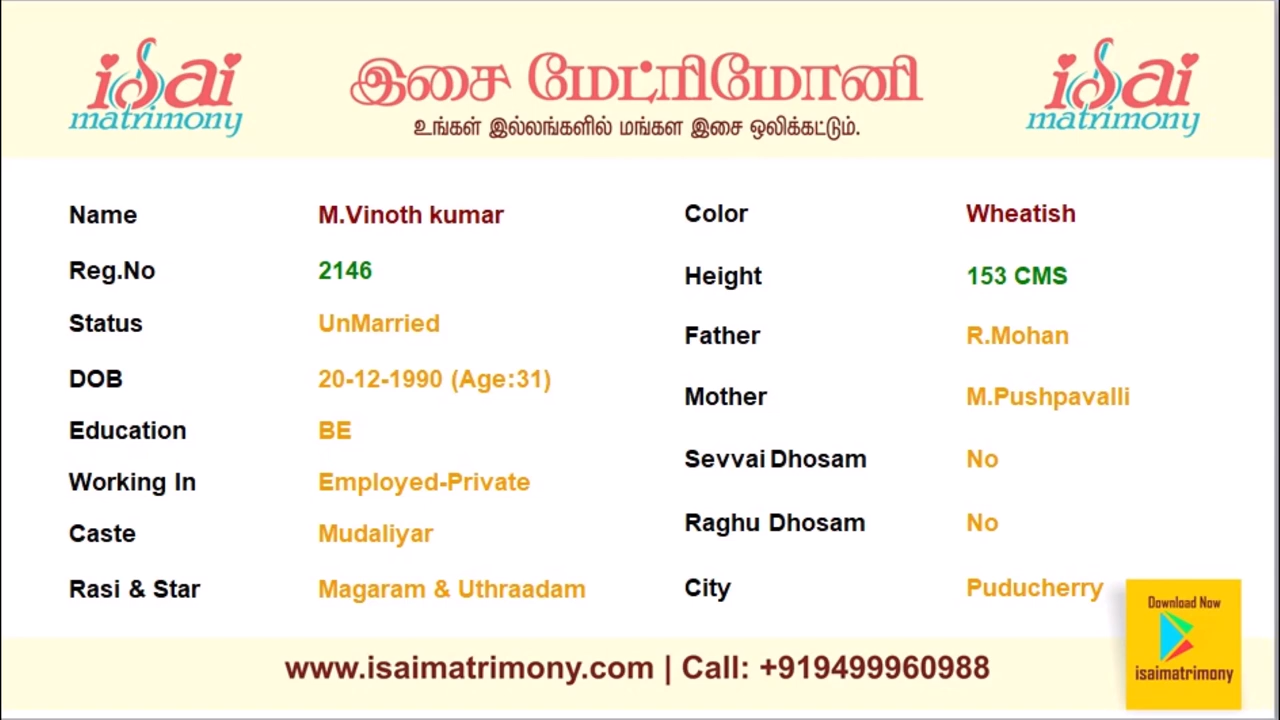 isai
matrimony
இசை மேட்ரிமோனி
உங்கள் இல்லங்களில் மங்கள இசை ஒலிக்கட்டும்.
isai
matrimony
Name M.Vinoth kumar
Reg.No 2146
Status UnMarried
DOB 20-12-1990 (Age:31)
Education BE
Working In Employed-Private
Caste Mudaliyar
Rasi & Star Magaram & Uthraadam
Color Wheatish
Height 153 CMS
Father R.Mohan
Mother M.Pushpavalli
Sevvai Dhosam No
Raghu Dhosam No
City Puducherry
www.isaimatrimony.com | Call: +919499960988
Download Now
isaimatrimony